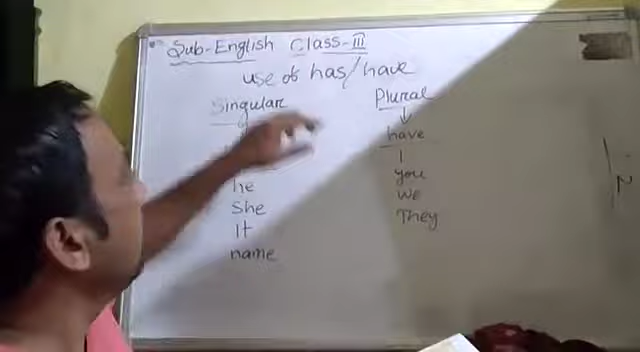 Sub-English Class-III
use of has/have
Singular Plural
have
I
he you
She we
It They
name